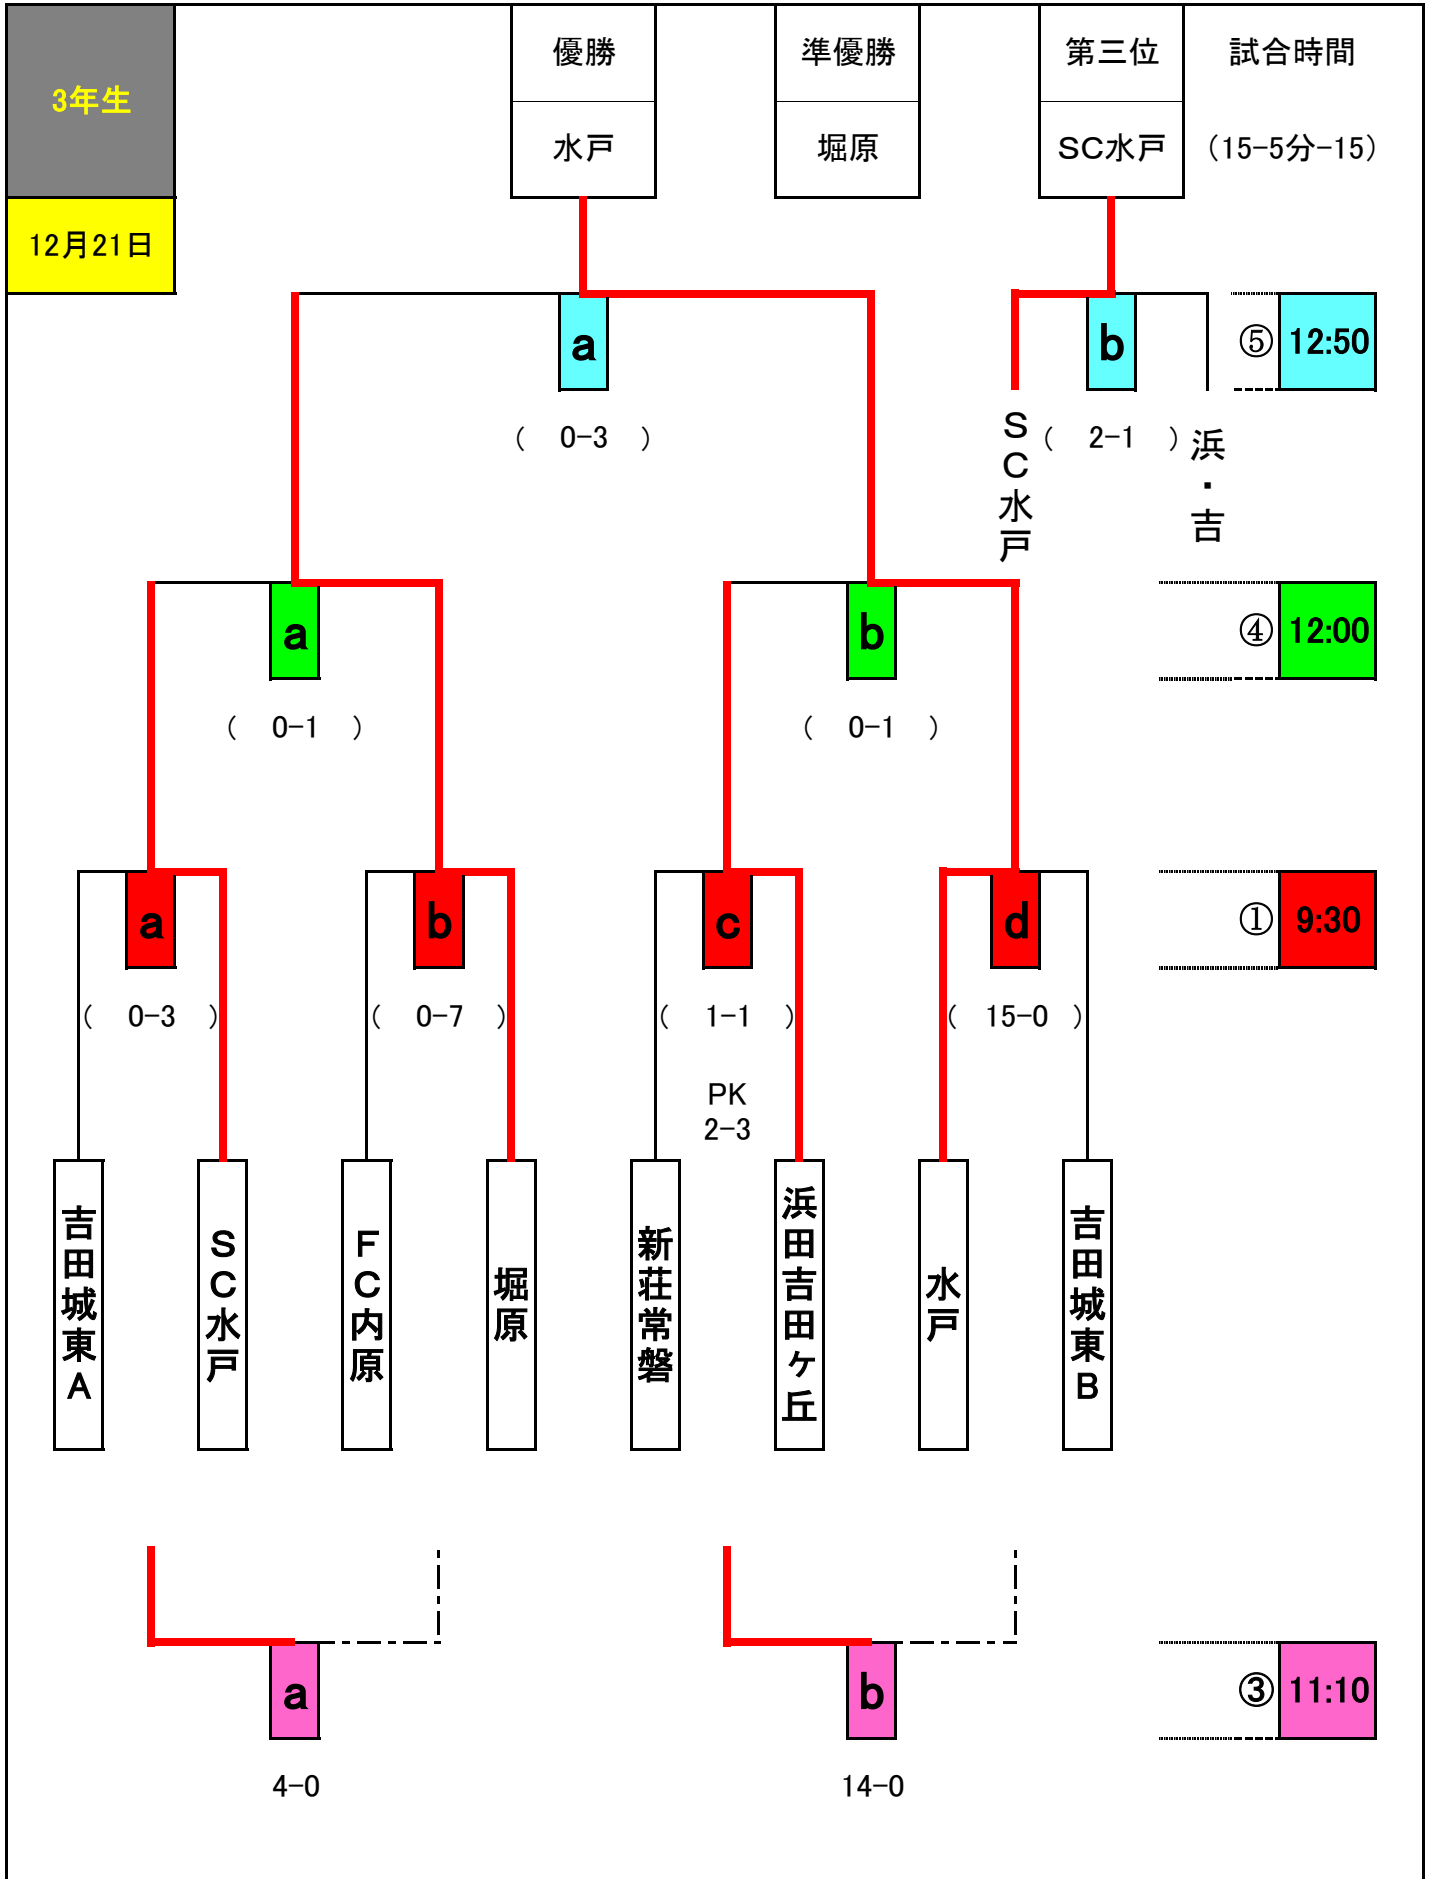 3年生
優勝
準優勝
第三位
試合時間
水戸
堀原
SC水戸
（15-5分-15）
12月21日
a
b
⑤
12:50
（ 0-3 ）
SC水戸
（ 2-1 ）
浜・吉
a
b
④
12:00
（ 0-1 ）
（ 0-1 ）
a
b
c
d
①
9:30
（ 0-3 ）
（ 0-7 ）
（ 1-1 ）
（ 15-0 ）
PK
2-3
吉田城東A
SC水戸
FC内原
堀原
新荘常磐
浜田吉田ヶ丘
水戸
吉田城東B
a
b
③
11:10
4-0
14-0